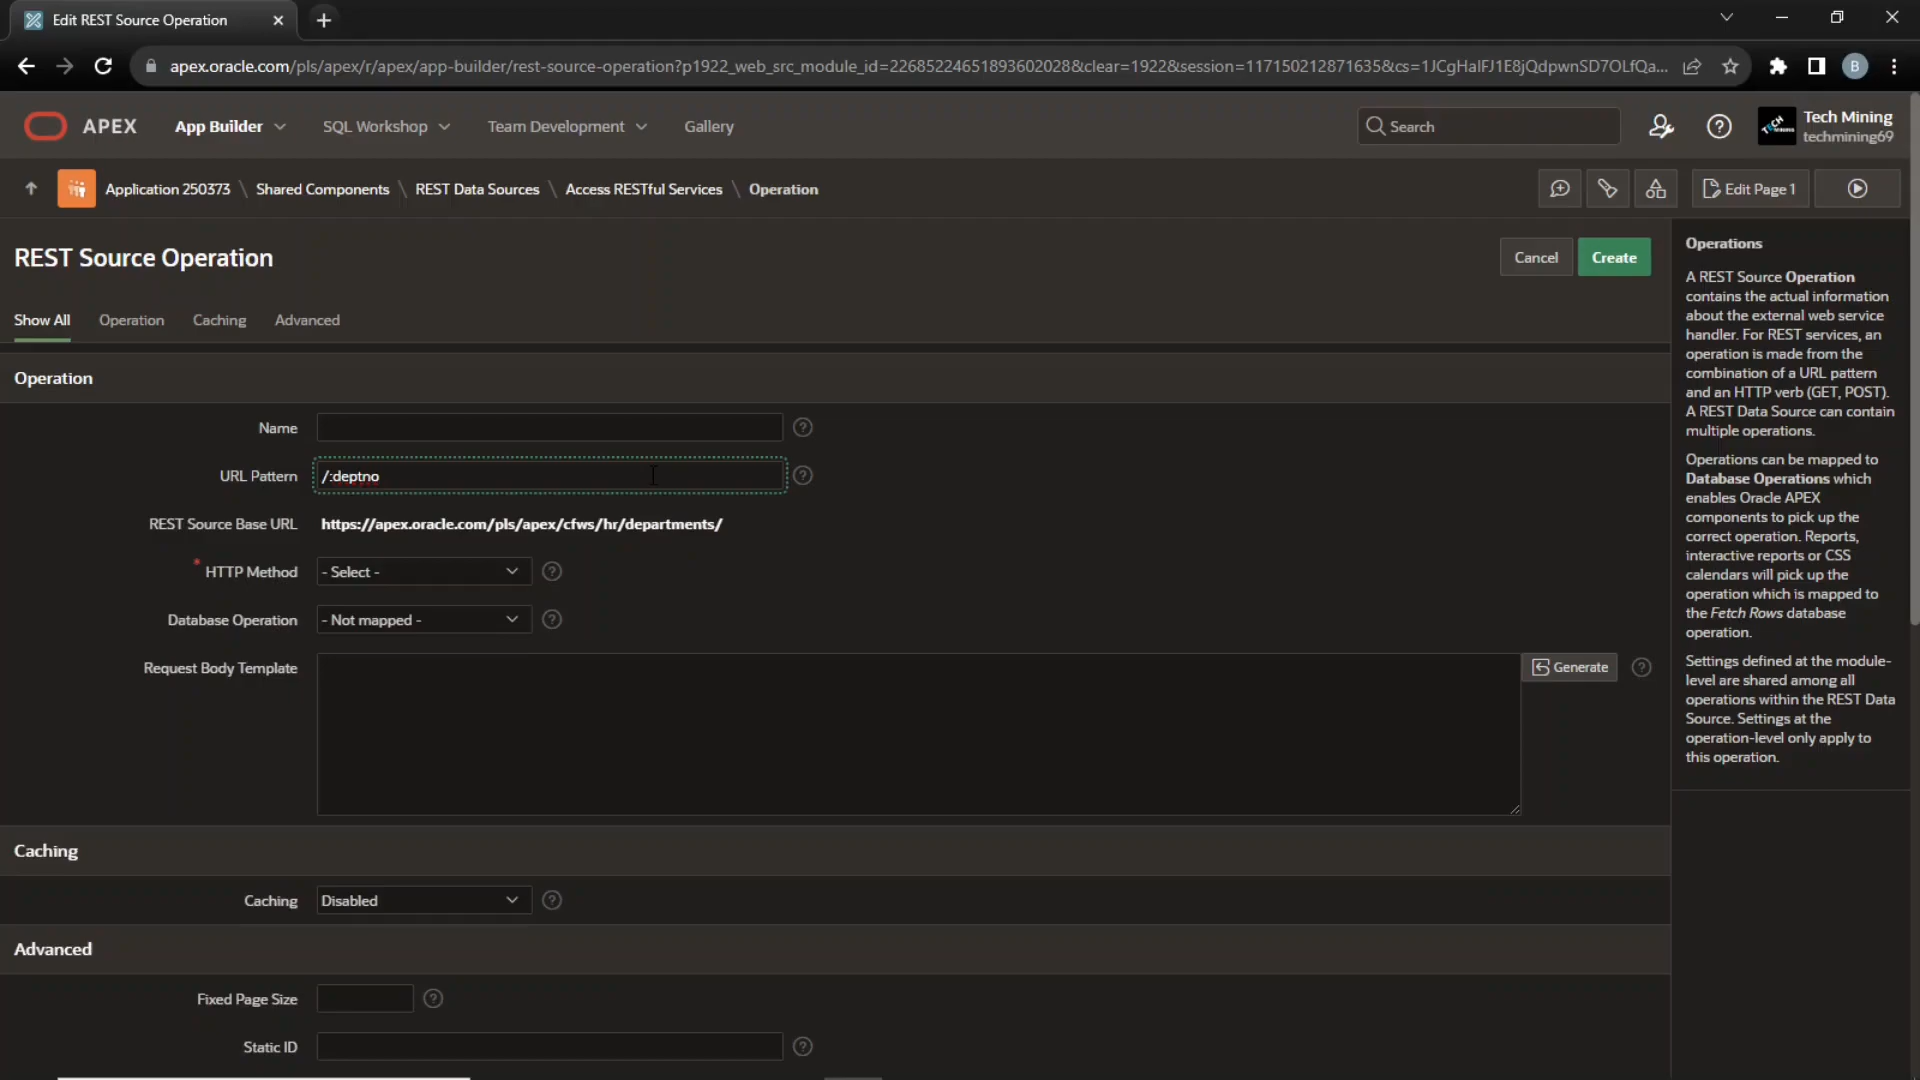 Edit REST Source Operation
apex.oracle.com/pls/apex/r/apex/app-builder/rest-source-operation?p1922_web_src_module_id=22685224651893602028&clear=1922&session=117150212871635&cs=1JCgHalFJ1E8jQdpwnSD7OLfQa...
B
APEX
App Builder
SQL Workshop
Team Development
Gallery
Search
Tech Mining
techmining69
Application 250373 \ Shared Components \ REST Data Sources \ Access RESTful Services \ Operation
Edit Page 1
REST Source Operation
Cancel
Create
Show All
Operation
Caching
Advanced
Operation
Name
URL Pattern
/:deptno
REST Source Base URL
https://apex.oracle.com/pls/apex/cfws/hr/departments/
* HTTP Method
- Select -
Database Operation
- Not mapped -
Request Body Template
Generate
Caching
Caching
Disabled
Advanced
Fixed Page Size
Static ID
Operations
A REST Source Operation
contains the actual information
about the external web service
handler. For REST services, an
operation is made from the
combination of a URL pattern
and an HTTP verb (GET, POST).
A REST Data Source can contain
multiple operations.
Operations can be mapped to
Database Operations which
enables Oracle APEX
components to pick up the
correct operation. Reports,
interactive reports or CSS
calendars will pick up the
operation which is mapped to
the Fetch Rows database
operation.
Settings defined at the module-
level are shared among all
operations within the REST Data
Source. Settings at the
operation-level only apply to
this operation.